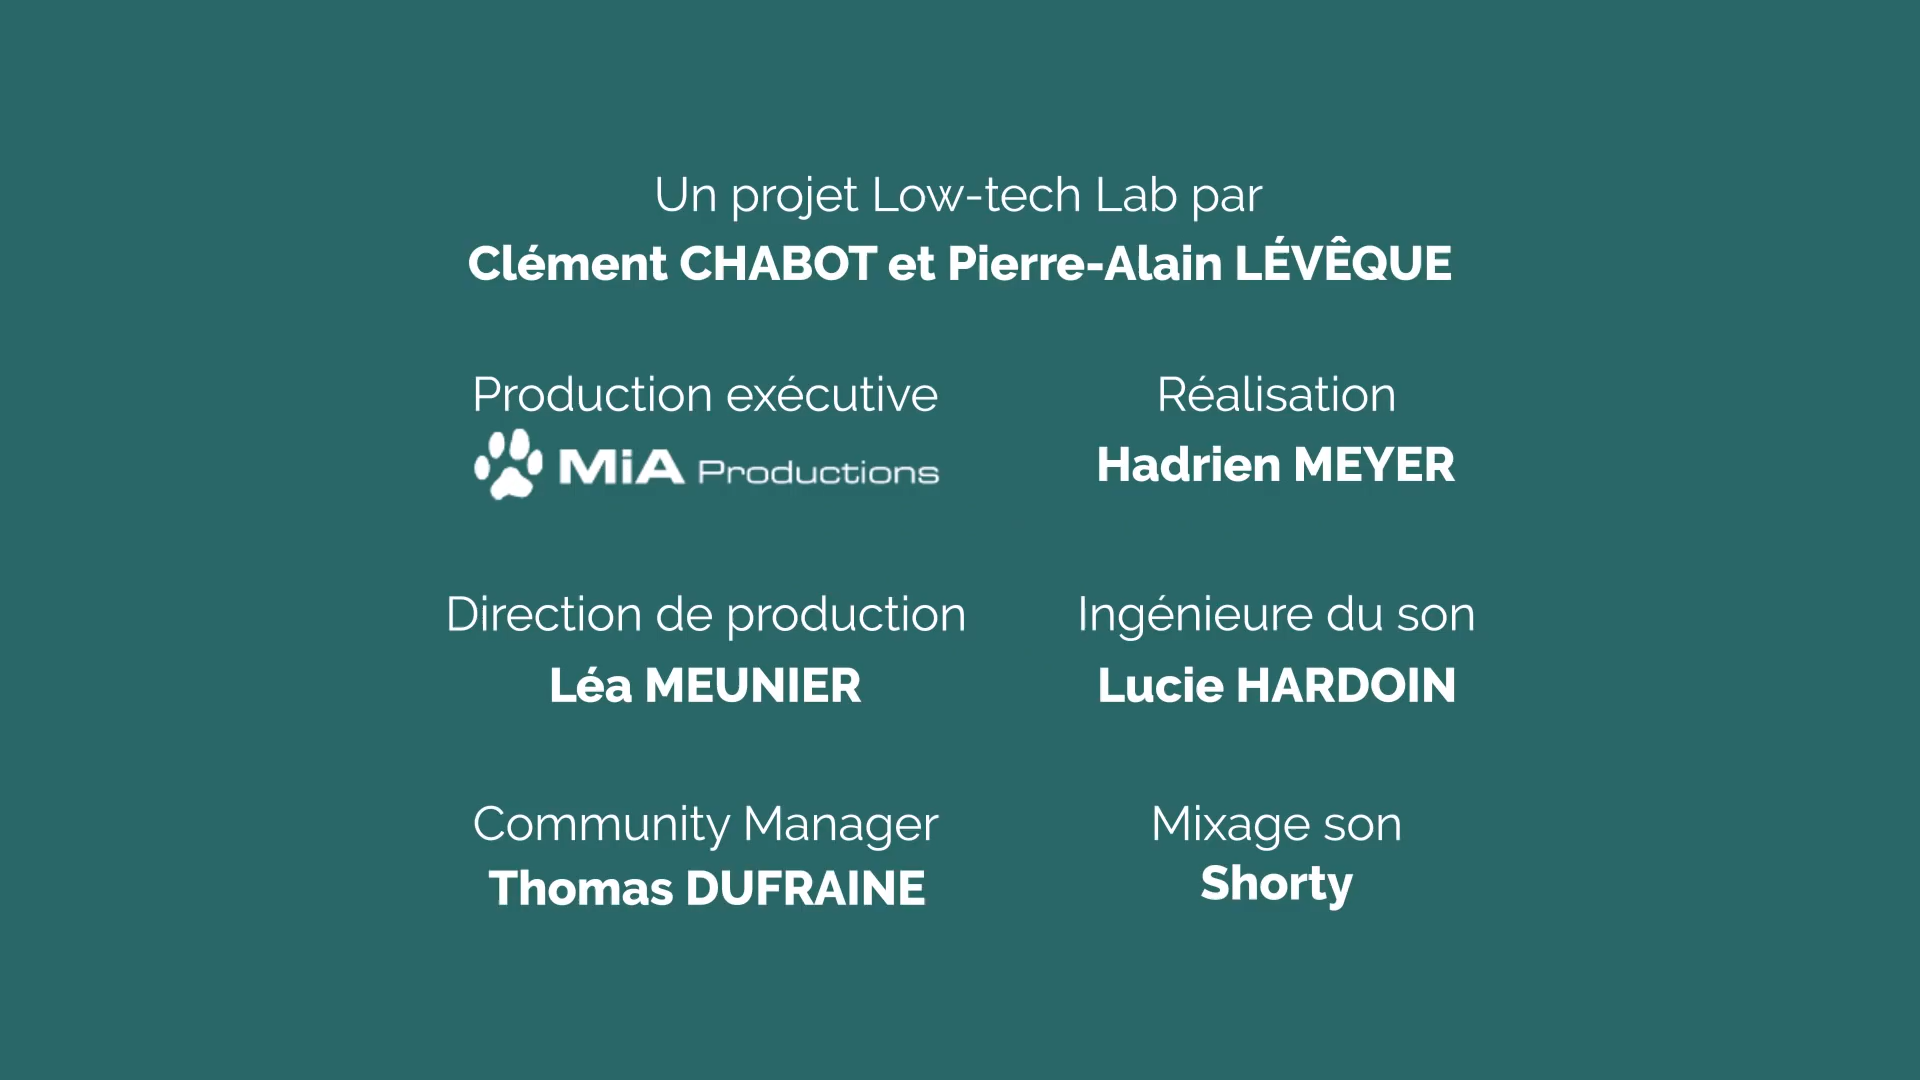 Un projet Low-tech Lab par
Clément CHABOT et Pierre-Alain LÉVÊQUE
Production exécutive
MiA Productions
Réalisation
Hadrien MEYER
Direction de production
Léa MEUNIER
Ingénieure du son
Lucie HARDOIN
Community Manager
Thomas DUFRAINE
Mixage son
Shorty